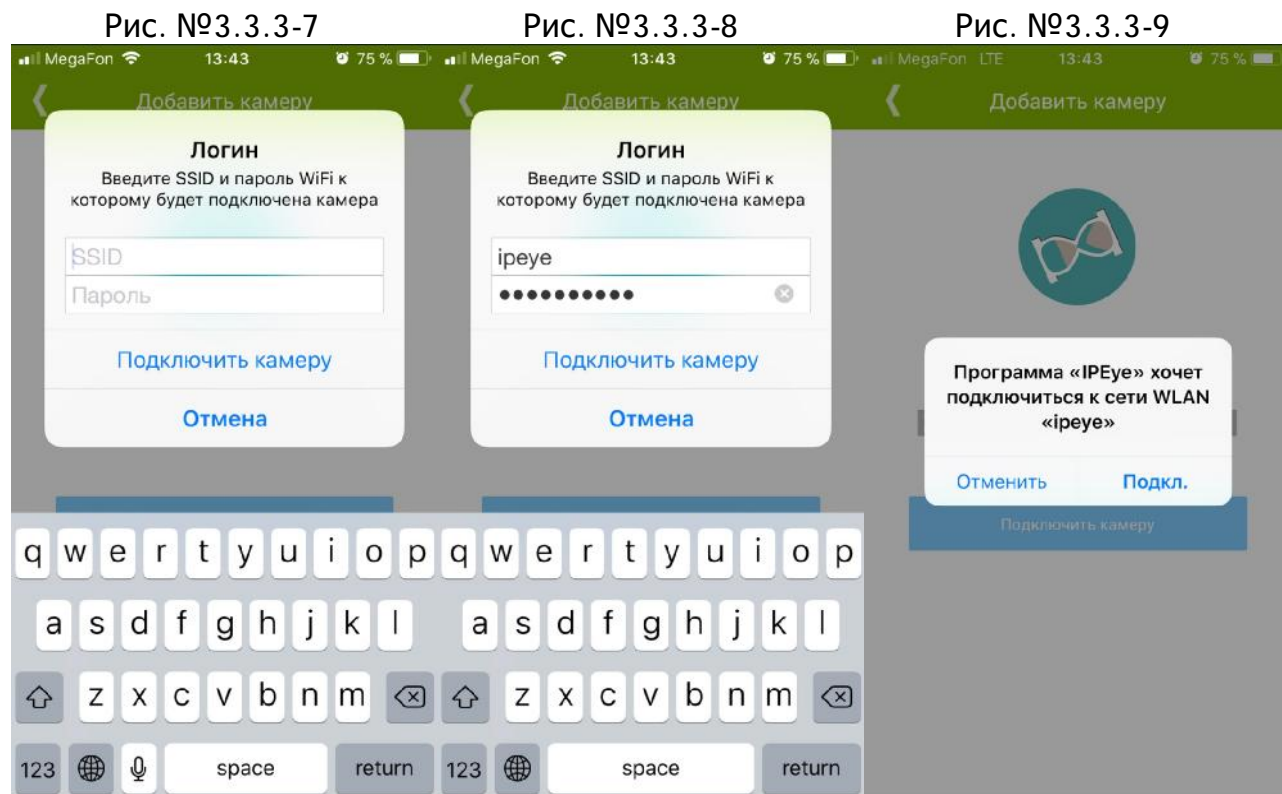 Рис. №3.3.3-7
Рис. №3.3.3-8
Рис. №3.3.3-9
MegaFon 13:43 75 %
Добавить камеру
Логин
Введите SSID и пароль WiFi к
которому будет подключена камера
SSID
Пароль
Подключить камеру
Отмена
q w e r t y u i o p
a s d f g h j k l
z x c v b n m
123 space return
MegaFon 13:43 75 %
Добавить камеру
Логин
Введите SSID и пароль WiFi к
которому будет подключена камера
ipeye
●●●●●●●●●●
Подключить камеру
Отмена
q w e r t y u i o p
a s d f g h j k l
z x c v b n m
123 space return
MegaFon LTE 13:43 75 %
Добавить камеру
Программа «IPEye» хочет
подключиться к сети WLAN
«ipeye»
Отменить Подкл.
Подключить камеру